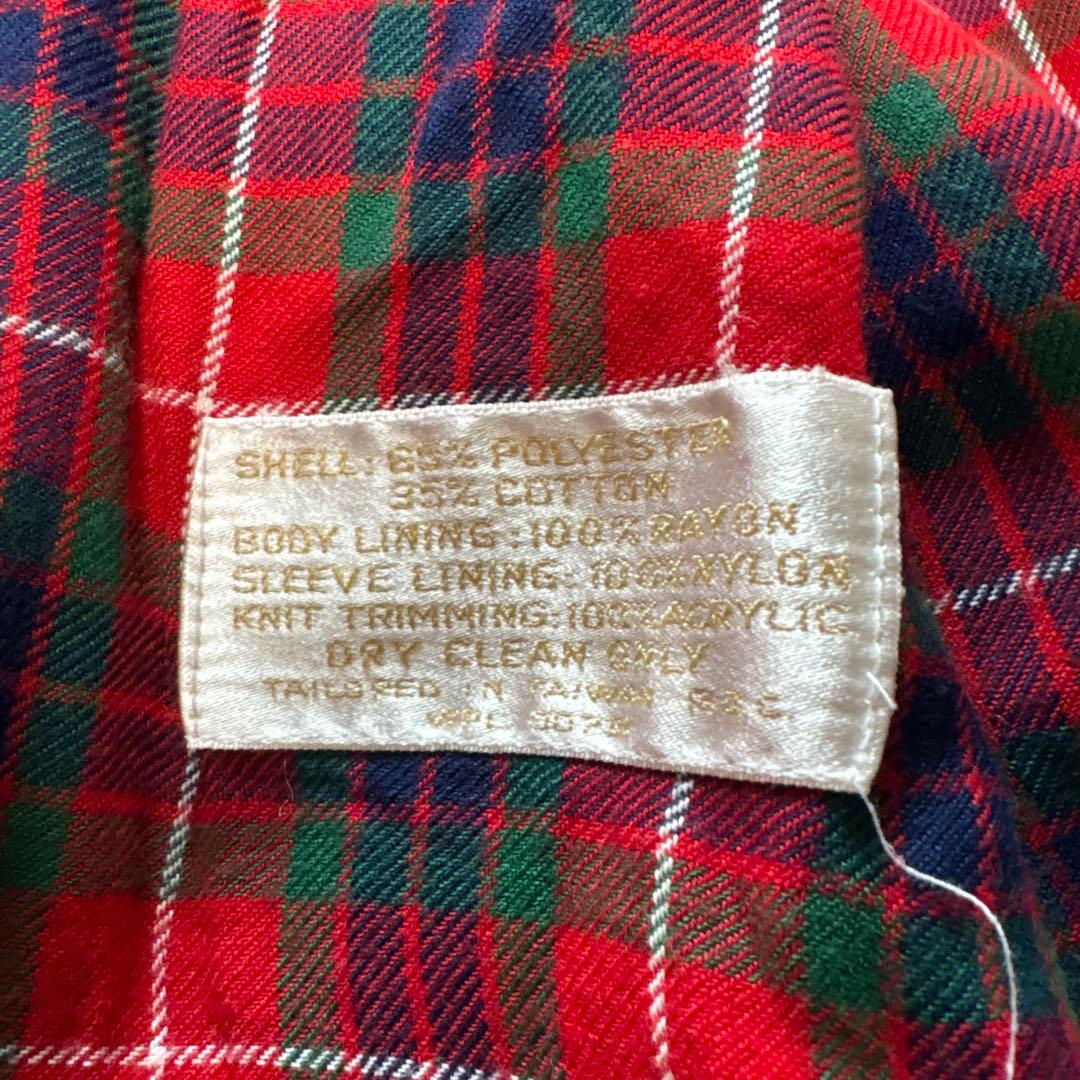 SHELL: 65% POLYESTER
35% COTTON
BODY LINING: 100% RAYON
SLEEVE LINING: 100% NYLON
KNIT TRIMMING: 100% ACRYLIC
DRY CLEAN ONLY
TAILORED IN TAIWAN
WPL